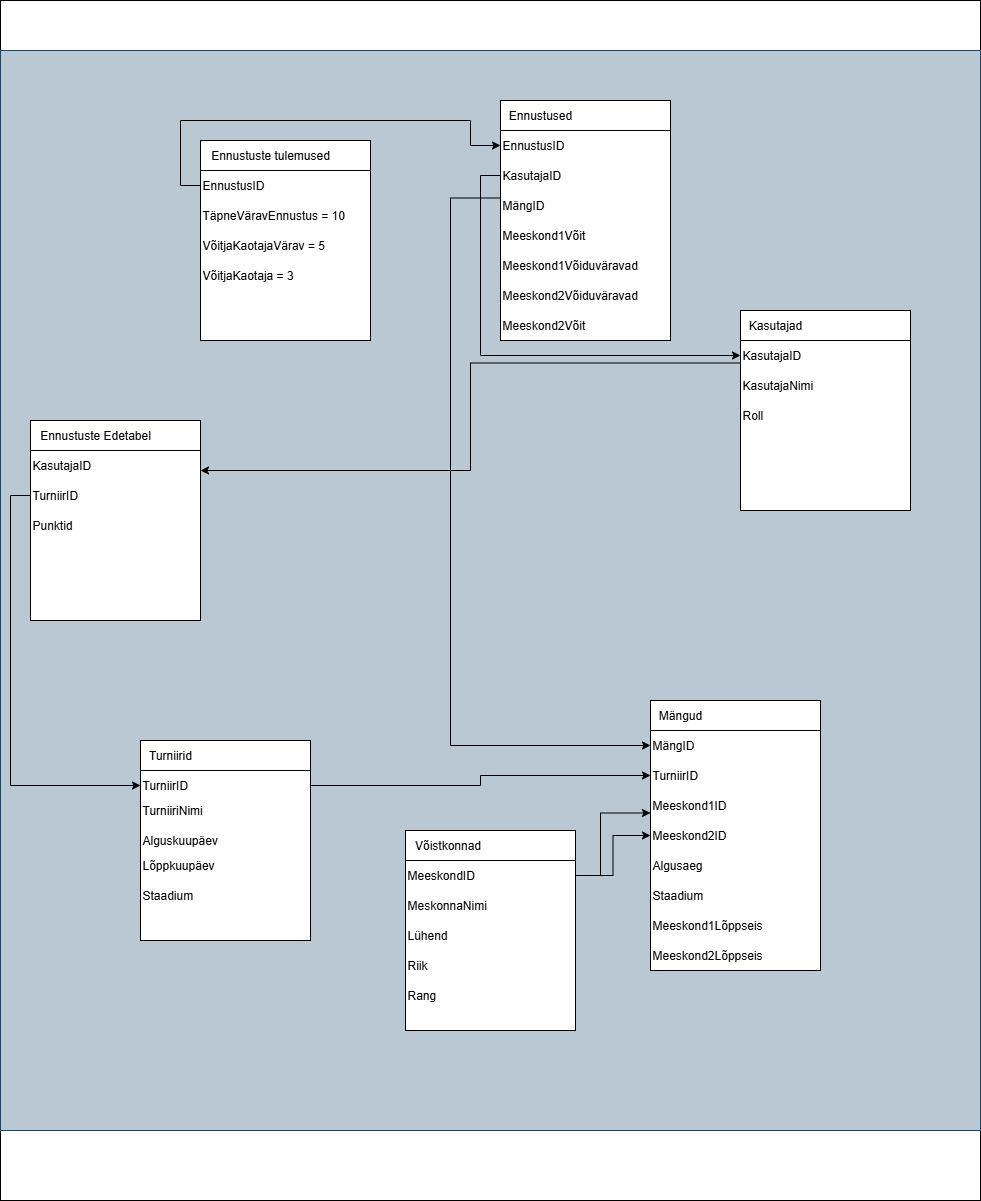 Ennustuste tulemused
EnnustusID
TäpneVäravEnnustus = 10
VõitjaKaotajaVärav = 5
VõitjaKaotaja = 3
Ennustused
EnnustusID
KasutajaID
MängID
Meeskond1Võit
Meeskond1Võiduväravad
Meeskond2Võiduväravad
Meeskond2Võit
Kasutajad
KasutajaID
KasutajaNimi
Roll
Ennustuste Edetabel
KasutajaID
TurniirID
Punktid
Turniirid
TurniirID
TurniiriNimi
Alguskuupäev
Lõppkuupäev
Staadium
Võistkonnad
MeeskondID
MeskonnaNimi
Lühend
Riik
Rang
Mängud
MängID
TurniirID
Meeskond1ID
Meeskond2ID
Algusaeg
Staadium
Meeskond1Lõppseis
Meeskond2Lõppseis